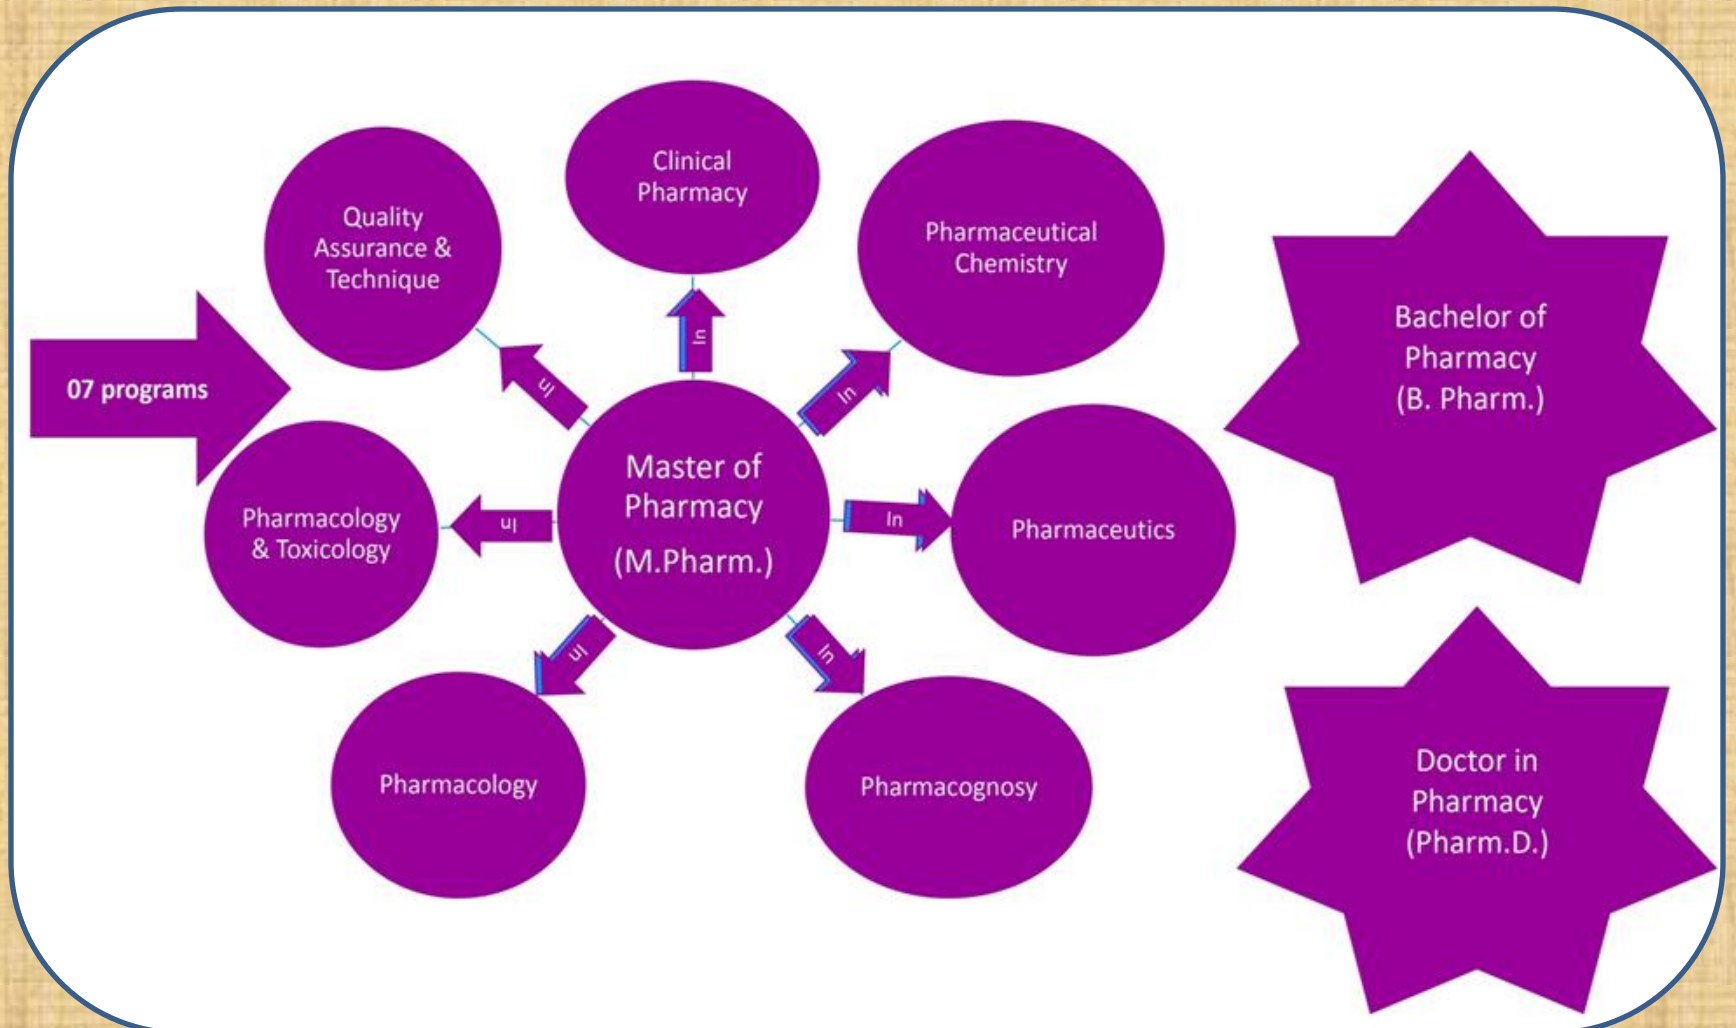 07 programs
Quality
Assurance &
Technique
Clinical
Pharmacy
Pharmaceutical
Chemistry
Pharmaceutics
Pharmacognosy
Pharmacology
Pharmacology
& Toxicology
In
In
In
In
In
In
In
Master of
Pharmacy
(M.Pharm.)
Bachelor of
Pharmacy
(B. Pharm.)
Doctor in
Pharmacy
(Pharm.D.)